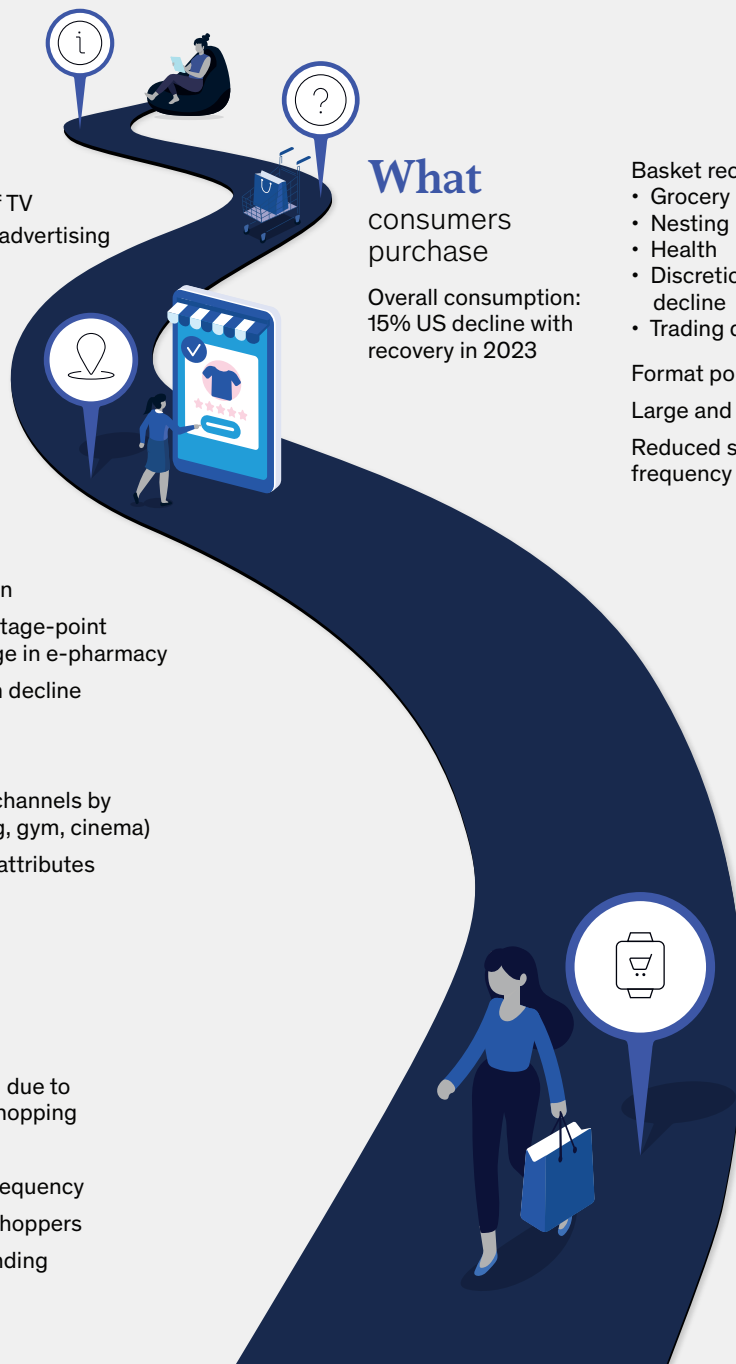 i
?
f TV
advertising
What
consumers
purchase
Overall consumption:
15% US decline with
recovery in 2023
Basket rec
• Grocery
• Nesting
• Health
• Discretio
decline
• Trading d
Format po
Large and
Reduced s
frequency
n
tage-point
ge in e-pharmacy
n decline
channels by
g, gym, cinema)
attributes
due to
hopping
equency
hoppers
nding